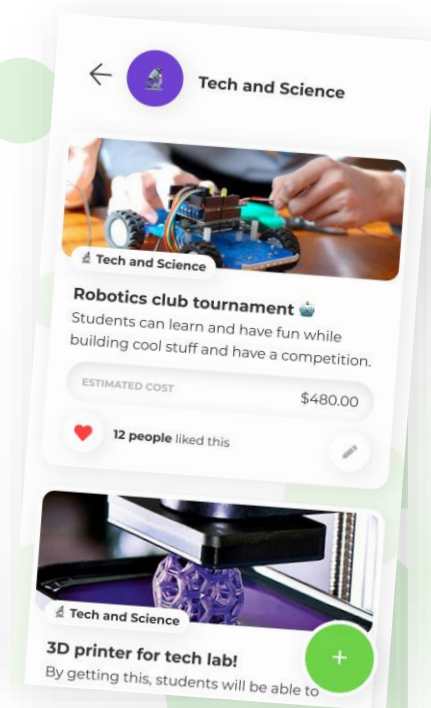 Tech and Science
Tech and Science
Robotics club tournament 🤖
Students can learn and have fun while
building cool stuff and have a competition.
ESTIMATED COST
$480.00
12 people liked this
Tech and Science
3D printer for tech lab!
By getting this, students will be able to